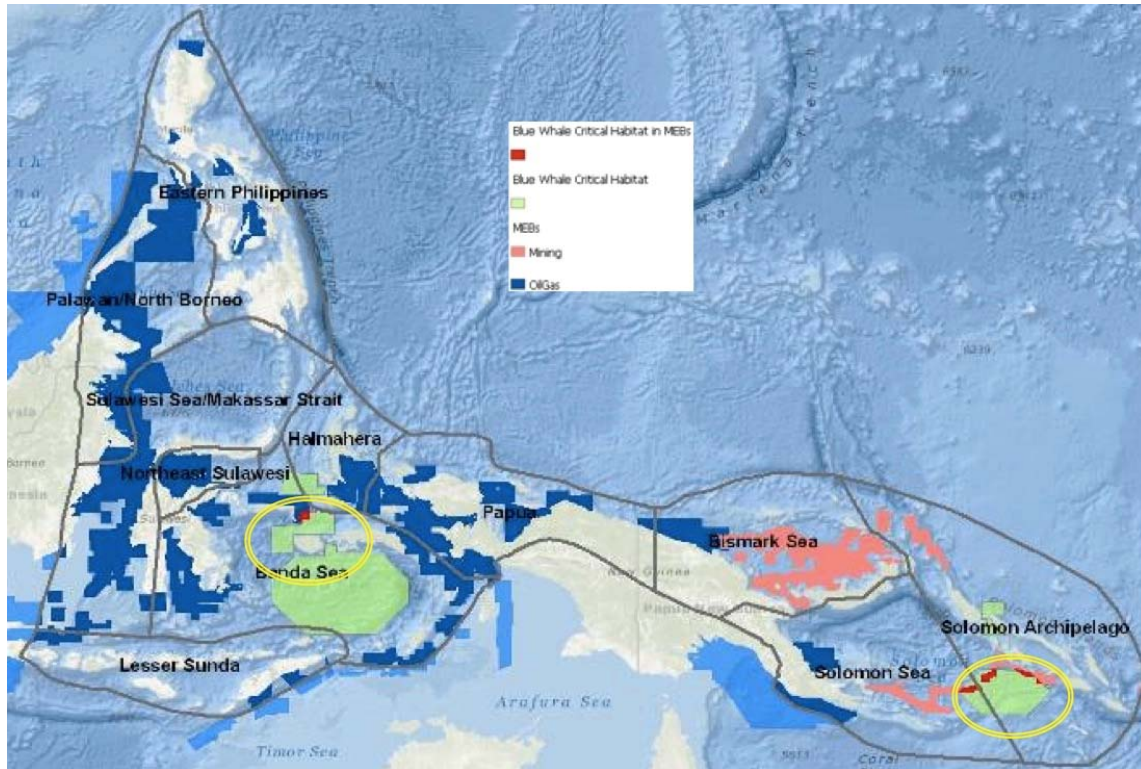 Blue Whale Critical Habitat in MEBs
Blue Whale Critical Habitat
MEBs
Mining
OilGas
Philippine
Eastern Philippines
Palawan/North Borneo
Sea
Sulawesi Sea/Makassar Strait
Halmahera
Northeast Sulawesi
Papua
Bismark Sea
Banda Sea
New Guinea
Solomon Archipelago
Lesser Sunda
Solomon Sea
Arafura Sea
Timor Sea
Coral